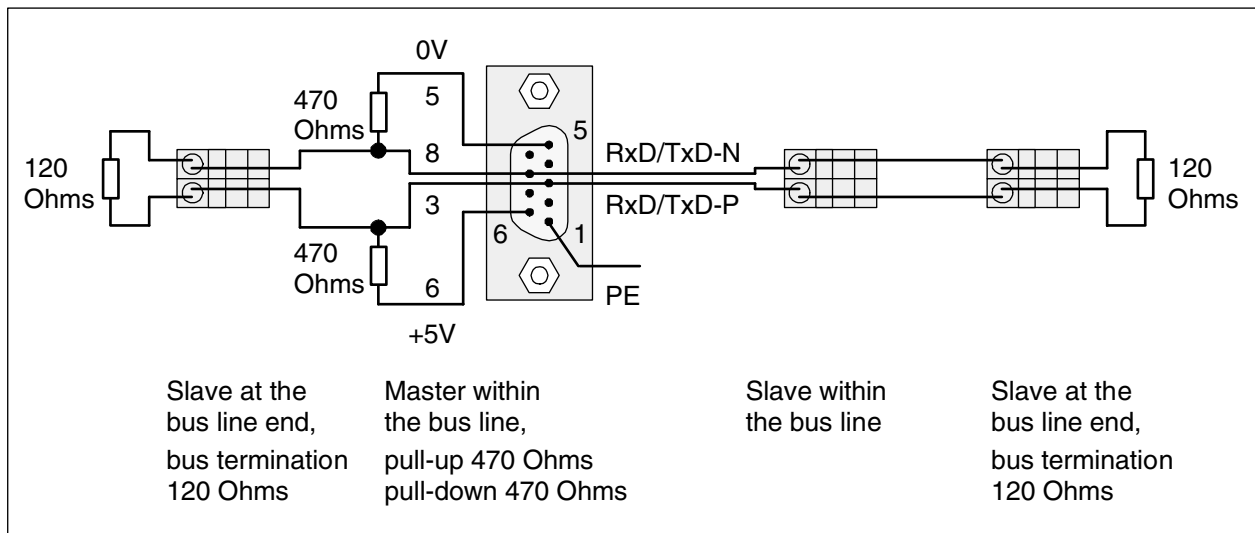 0V
5
470
Ohms
8
5
RxD/TxD-N
120
Ohms
3
RxD/TxD-P
120
Ohms
6
1
470
Ohms
6
PE
+5V
Slave at the
bus line end,
bus termination
120 Ohms
Master within
the bus line,
pull-up 470 Ohms
pull-down 470 Ohms
Slave within
the bus line
Slave at the
bus line end,
bus termination
120 Ohms